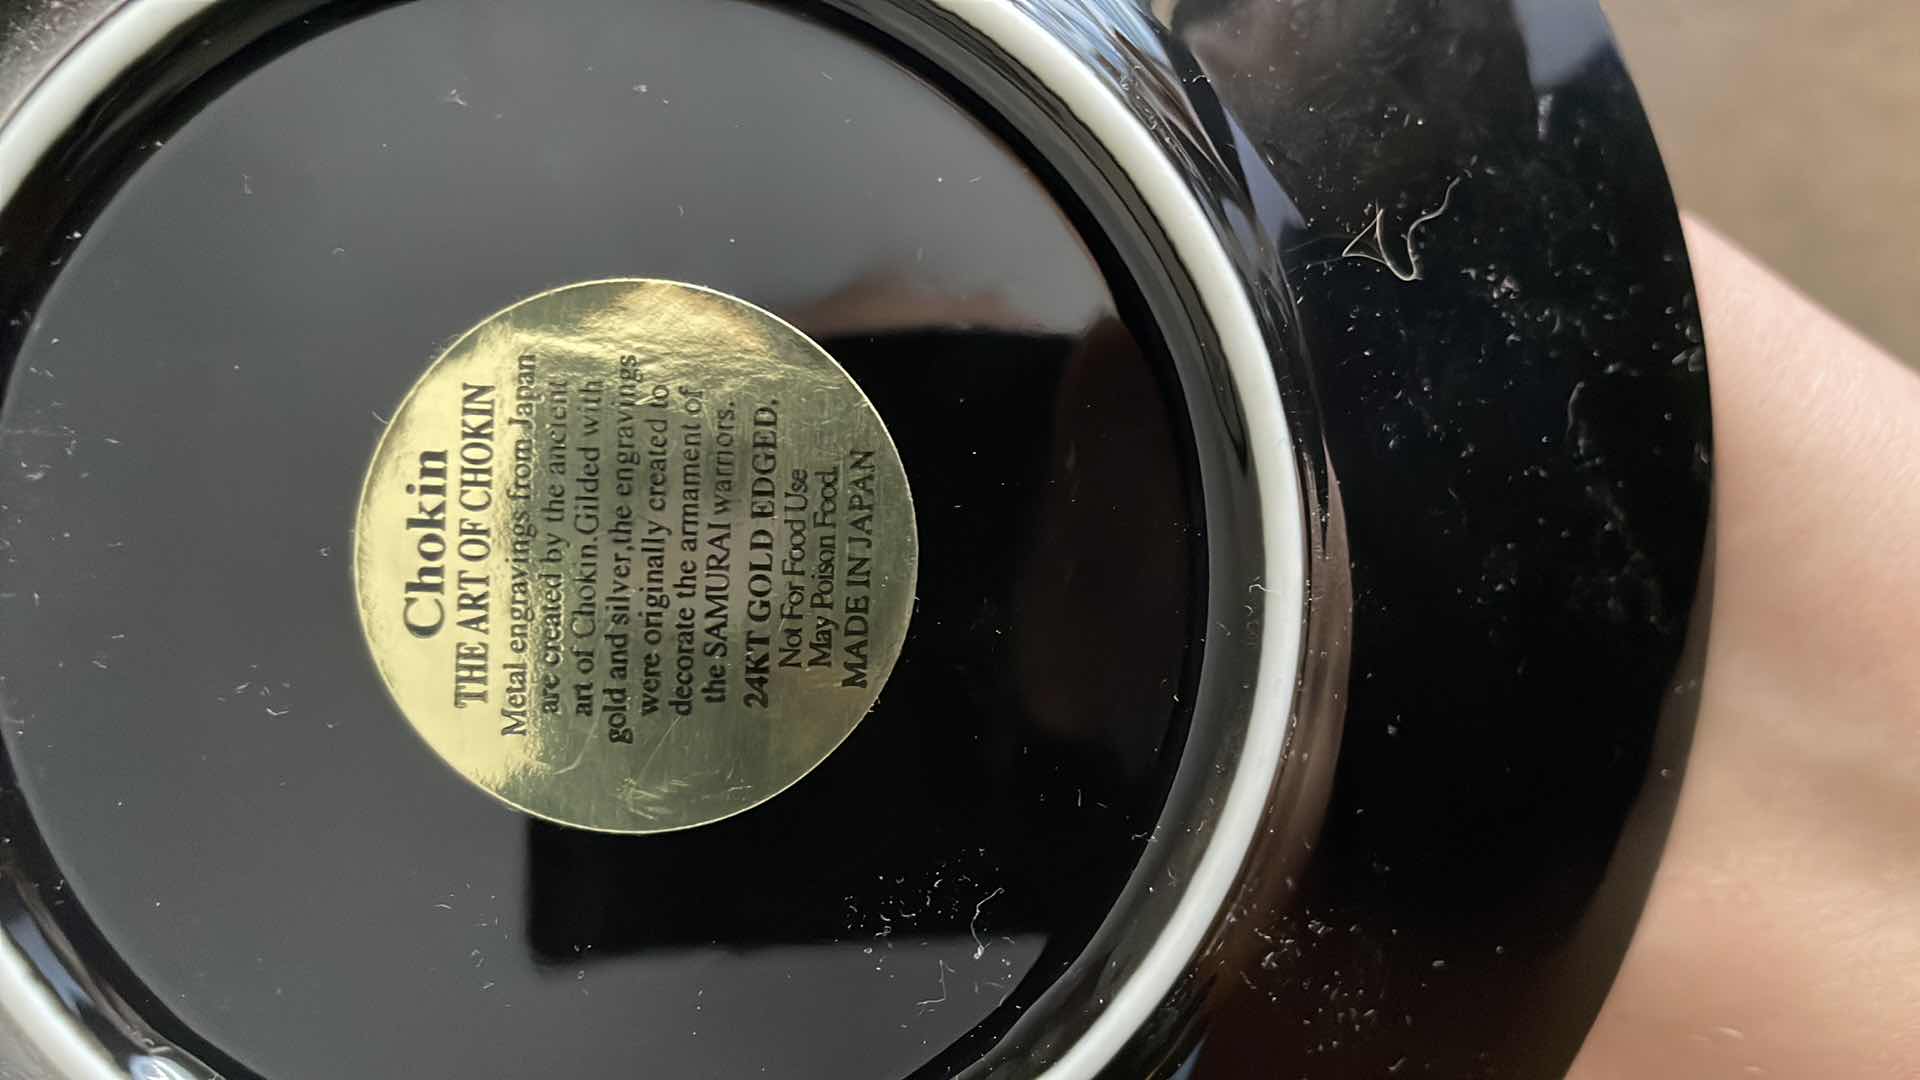 Chokin
THE ART OF CHOKIN
Metal engravings from Japan
are created by the ancient
art of Chokin.Gilded with
gold and silver,the engravings
were originally created to
decorate the armament of
the SAMURAI warriors.
24KT GOLD EDGED.
Not For Food Use
May Poison Food.
MADE IN JAPAN